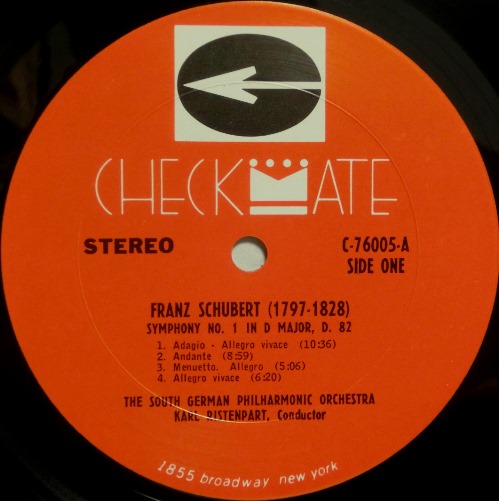 CHECKMATE
STEREO
C-76005-A
SIDE ONE
FRANZ SCHUBERT (1797-1828)
SYMPHONY NO. 1 IN D MAJOR, D. 82
1. Adagio - Allegro vivace (10:36)
2. Andante (8:59)
3. Menuetto. Allegro (5:06)
4. Allegro vivace (6:20)
THE SOUTH GERMAN PHILHARMONIC ORCHESTRA
KARL RISTENPART, Conductor
1855 broadway new york